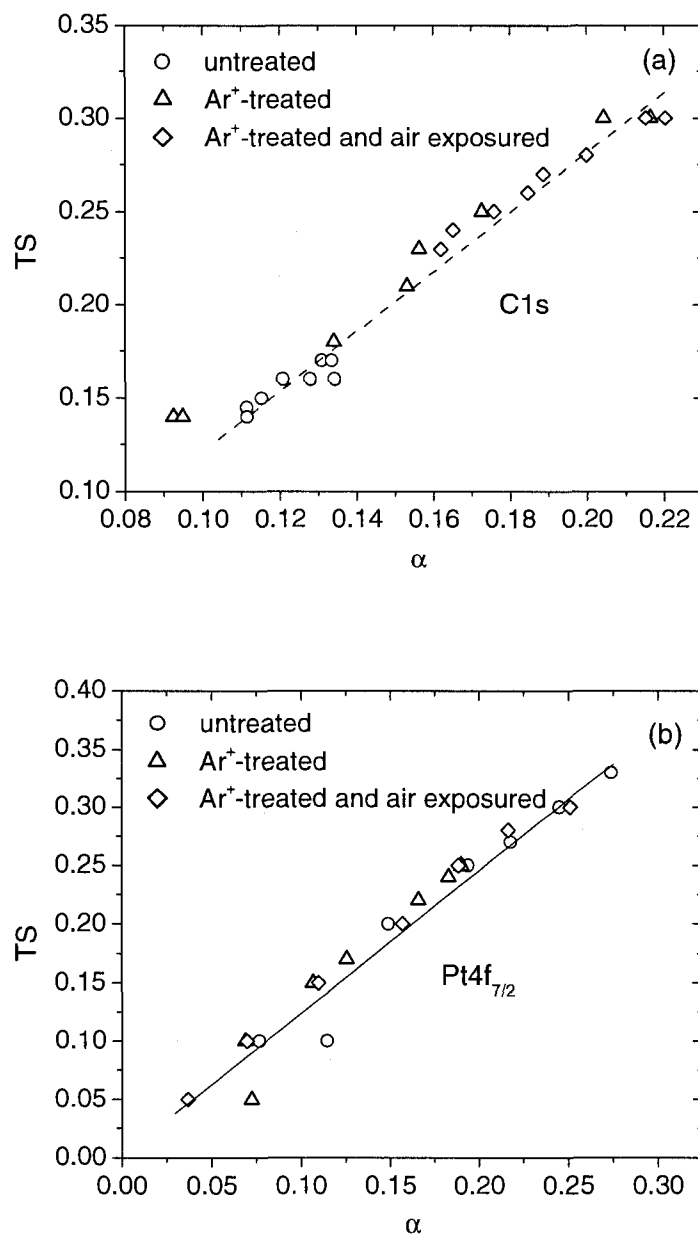 0.35
(a)
untreated
Ar⁺-treated
Ar⁺-treated and air exposured
0.30
0.25
TS
0.20
C1s
0.15
0.10
0.08 0.10 0.12 0.14 0.16 0.18 0.20 0.22
α
0.40
(b)
untreated
Ar⁺-treated
Ar⁺-treated and air exposured
0.35
0.30
0.25
TS
0.20
Pt4f7/2
0.15
0.10
0.05
0.00
0.00 0.05 0.10 0.15 0.20 0.25 0.30
α